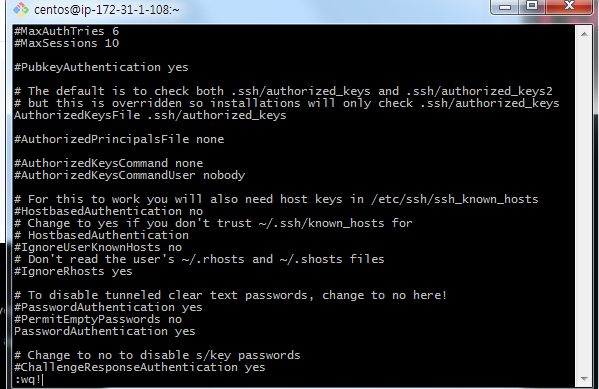 centos@ip-172-31-1-108:~
#MaxAuthTries 6
#MaxSessions 10
#PubkeyAuthentication yes
# The default is to check both .ssh/authorized_keys and .ssh/authorized_keys2
# but this is overridden so installations will only check .ssh/authorized_keys
AuthorizedKeysFile .ssh/authorized_keys
#AuthorizedPrincipalsFile none
#AuthorizedKeysCommand none
#AuthorizedKeysCommandUser nobody
# For this to work you will also need host keys in /etc/ssh/ssh_known_hosts
#HostbasedAuthentication no
# Change to yes if you don't trust ~/.ssh/known_hosts for
# HostbasedAuthentication
#IgnoreUserKnownHosts no
# Don't read the user's ~/.rhosts and ~/.shosts files
#IgnoreRhosts yes
# To disable tunneled clear text passwords, change to no here!
#PasswordAuthentication yes
#PermitEmptyPasswords no
PasswordAuthentication yes
# Change to no to disable s/key passwords
#ChallengeResponseAuthentication yes
:wq!